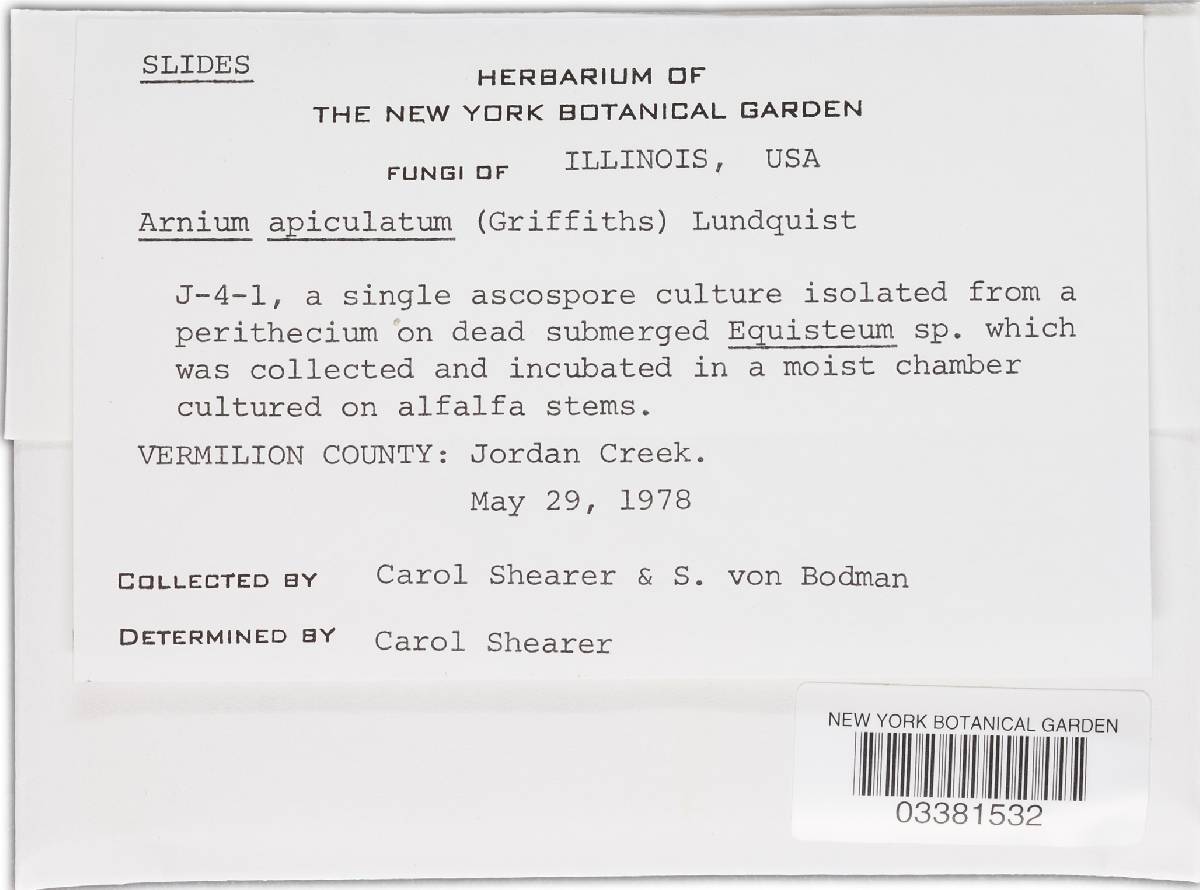 SLIDES
HERBARIUM OF
THE NEW YORK BOTANICAL GARDEN
FUNGI OF ILLINOIS, USA
Arnium apiculatum (Griffiths) Lundquist
J-4-1, a single ascospore culture isolated from a
perithecium on dead submerged Equisteum sp. which
was collected and incubated in a moist chamber
cultured on alfalfa stems.
VERMILION COUNTY: Jordan Creek.
May 29, 1978
COLLECTED BY Carol Shearer & S. von Bodman
DETERMINED BY Carol Shearer
NEW YORK BOTANICAL GARDEN
03381532